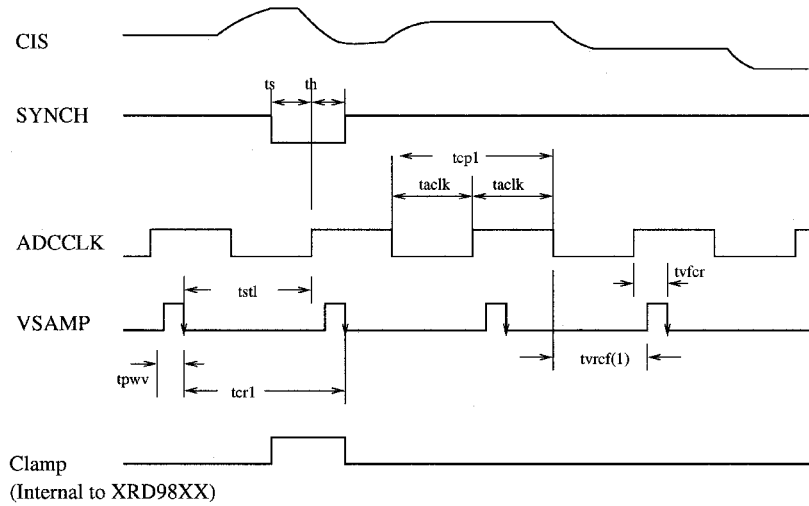 CIS
ts th
SYNCH
tcp1
taclk taclk
ADCCLK
tstl
tvfcr
VSAMP
tpwv
tcr1
tvrcf(1)
Clamp
(Internal to XRD98XX)